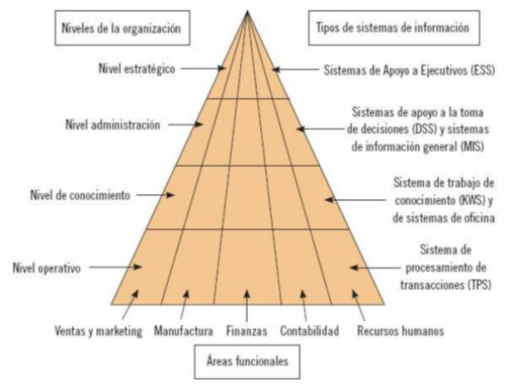 Niveles de la organización
Tipos de sistemas de información
Nivel estratégico
Sistemas de Apoyo a Ejecutivos (ESS)
Nivel administración
Sistemas de apoyo a la toma
de decisiones (DSS) y sistemas
de información general (MIS)
Nivel de conocimiento
Sistema de trabajo de
conocimiento (KWS) y
de sistemas de oficina
Nivel operativo
Sistema de
procesamiento de
transacciones (TPS)
Ventas y marketing Manufactura Finanzas Contabilidad Recursos humanos
Áreas funcionales